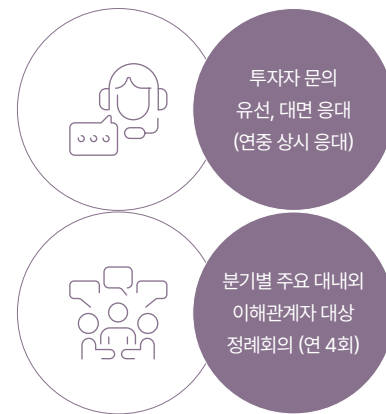 투자자 문의
유선, 대면 응대
(연중 상시 응대)
분기별 주요 대내외
이해관계자 대상
정례회의 (연 4회)